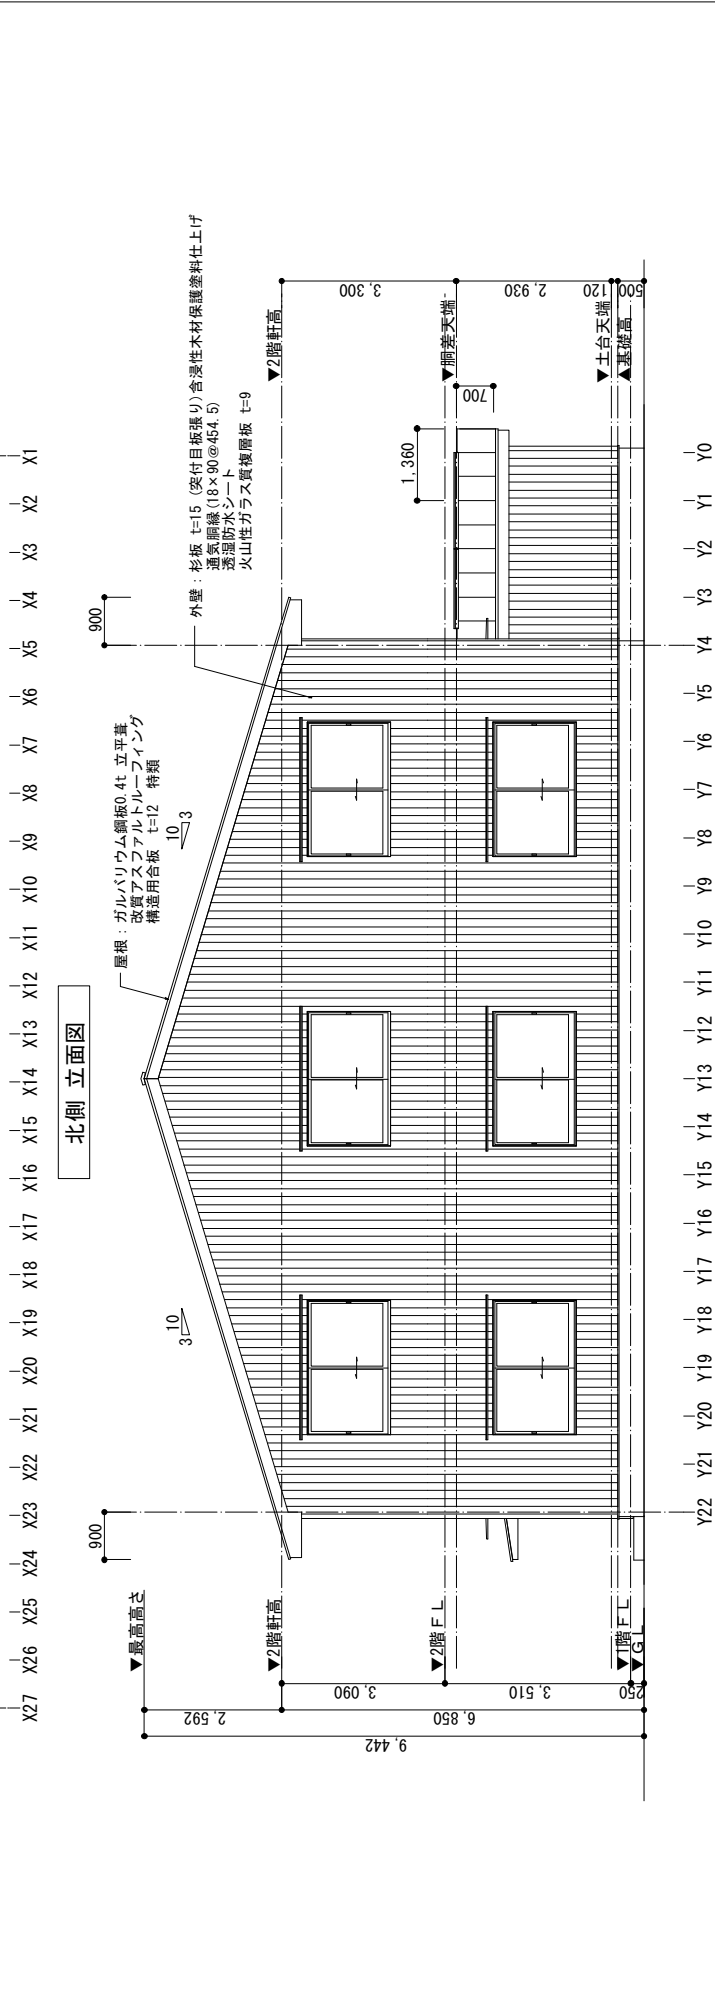 X27
X26
X25
X24
X23
X22
X21
X20
X19
X18
X17
X16
X15
X14
X13
X12
X11
X10
X9
X8
X7
X6
X5
X4
X3
X2
X1
北側 立面図
900
900
屋根：ガルバリウム鋼板0.4t 立平葺
改質アスファルトルーフィング
構造用合板 t=12 特類
10
3
10
3
外壁：杉板 t=15 (突付目板張り)含浸性木材保護塗料仕上げ
通気胴縁(18×90@454.5)
透湿防水シート
火山性ガラス質複層板 t=9
▼最高高さ
▼2階軒高
▼2階ＦＬ
▼1階ＦＬ
▼ＧＬ
2,592
3,090
3,510
250
6,850
9,442
▼2階軒高
▼胴差天端
▼土台天端
▲基礎高
3,300
2,930
120
500
1,360
700
Y22
Y21
Y20
Y19
Y18
Y17
Y16
Y15
Y14
Y13
Y12
Y11
Y10
Y9
Y8
Y7
Y6
Y5
Y4
Y3
Y2
Y1
Y0